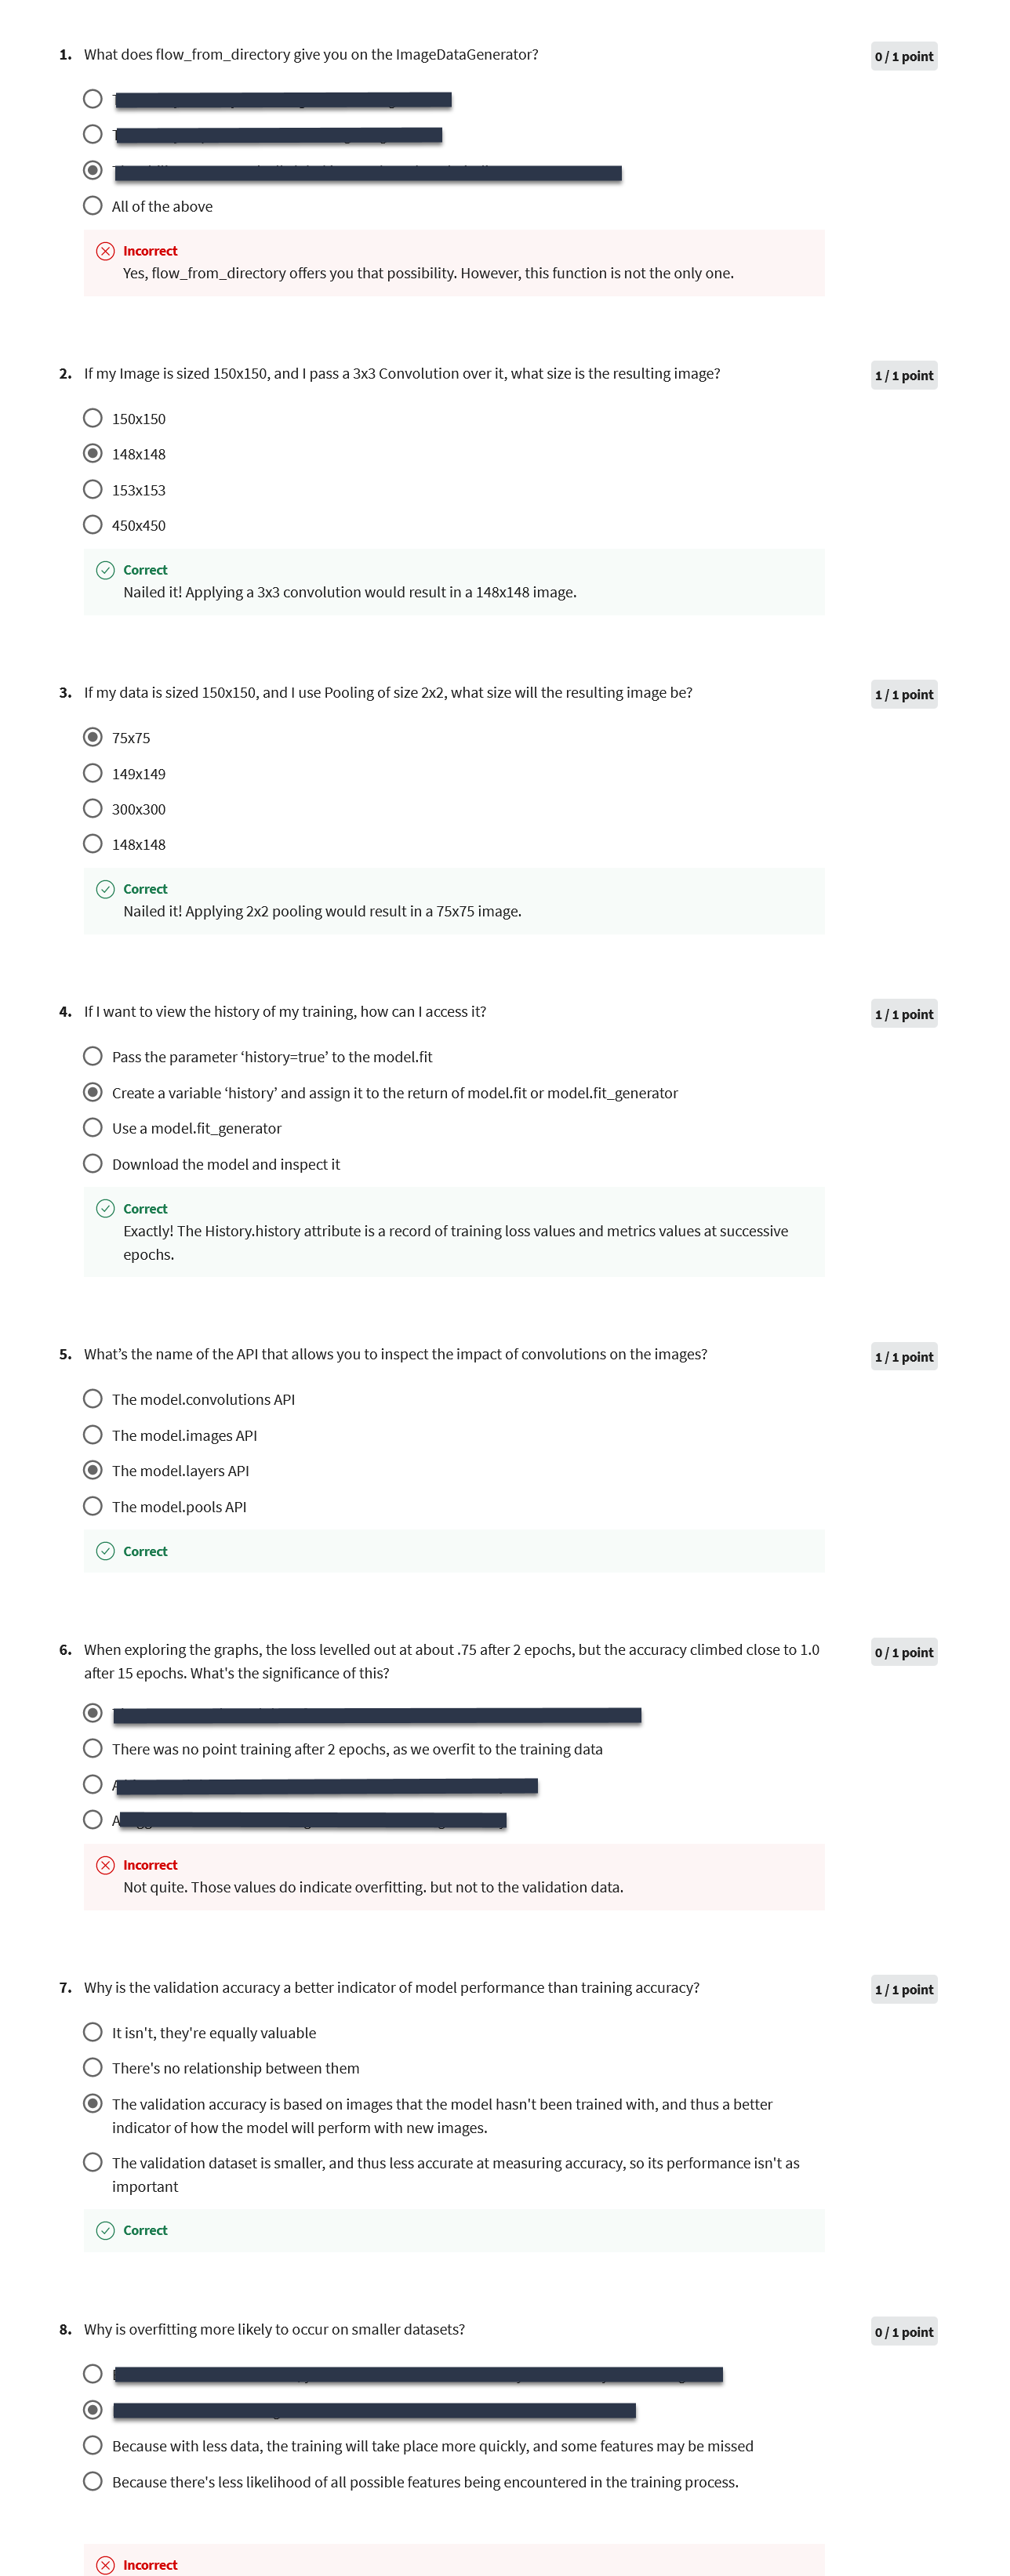 1. What does flow_from_directory give you on the ImageDataGenerator?
0 / 1 point
All of the above
Incorrect
Yes, flow_from_directory offers you that possibility. However, this function is not the only one.
2. If my Image is sized 150x150, and I pass a 3x3 Convolution over it, what size is the resulting image?
1 / 1 point
150x150
148x148
153x153
450x450
Correct
Nailed it! Applying a 3x3 convolution would result in a 148x148 image.
3. If my data is sized 150x150, and I use Pooling of size 2x2, what size will the resulting image be?
1 / 1 point
75x75
149x149
300x300
148x148
Correct
Nailed it! Applying 2x2 pooling would result in a 75x75 image.
4. If I want to view the history of my training, how can I access it?
1 / 1 point
Pass the parameter ‘history=true’ to the model.fit
Create a variable ‘history’ and assign it to the return of model.fit or model.fit_generator
Use a model.fit_generator
Download the model and inspect it
Correct
Exactly! The History.history attribute is a record of training loss values and metrics values at successive
epochs.
5. What’s the name of the API that allows you to inspect the impact of convolutions on the images?
1 / 1 point
The model.convolutions API
The model.images API
The model.layers API
The model.pools API
Correct
6. When exploring the graphs, the loss levelled out at about .75 after 2 epochs, but the accuracy climbed close to 1.0
after 15 epochs. What's the significance of this?
0 / 1 point
There was no point training after 2 epochs, as we overfit to the training data
Incorrect
Not quite. Those values do indicate overfitting. but not to the validation data.
7. Why is the validation accuracy a better indicator of model performance than training accuracy?
1 / 1 point
It isn't, they're equally valuable
There's no relationship between them
The validation accuracy is based on images that the model hasn't been trained with, and thus a better
indicator of how the model will perform with new images.
The validation dataset is smaller, and thus less accurate at measuring accuracy, so its performance isn't as
important
Correct
8. Why is overfitting more likely to occur on smaller datasets?
0 / 1 point
Because with less data, the training will take place more quickly, and some features may be missed
Because there's less likelihood of all possible features being encountered in the training process.
Incorrect